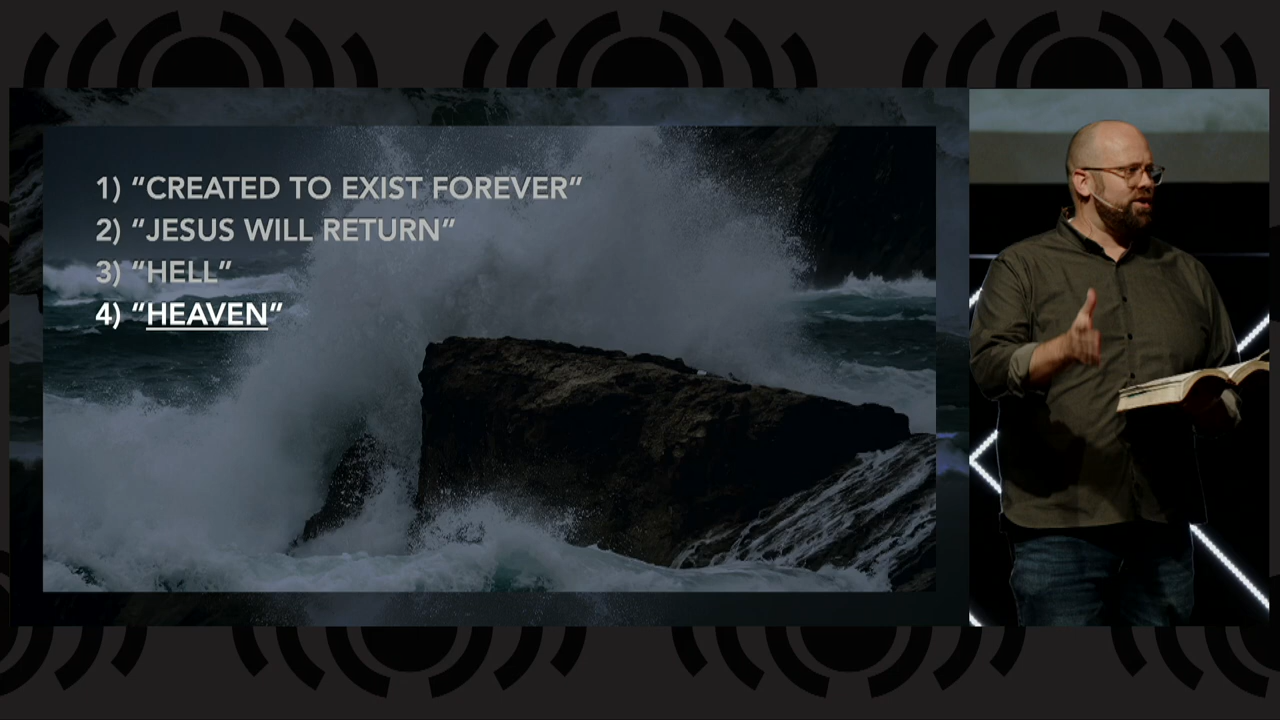 1) “CREATED TO EXIST FOREVER”
2) “JESUS WILL RETURN”
3) “HELL”
4) “HEAVEN”